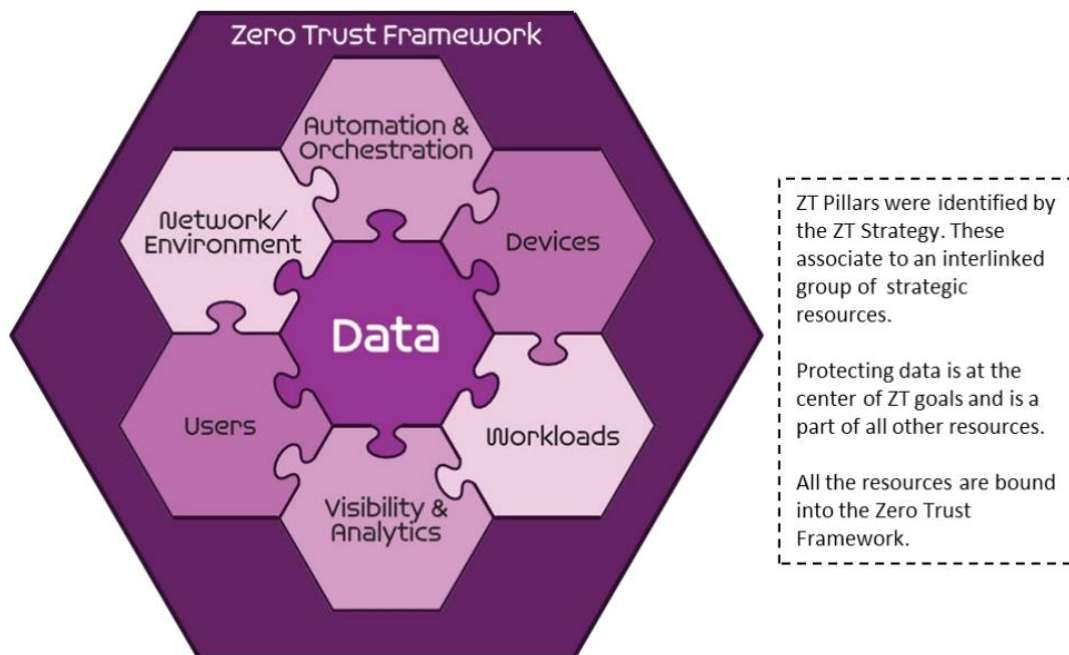 Zero Trust Framework
Automation &
Orchestration
Network/
Environment
Devices
Data
Users
Workloads
Visibility &
Analytics
ZT Pillars were identified by
the ZT Strategy. These
associate to an interlinked
group of strategic
resources.
Protecting data is at the
center of ZT goals and is a
part of all other resources.
All the resources are bound
into the Zero Trust
Framework.